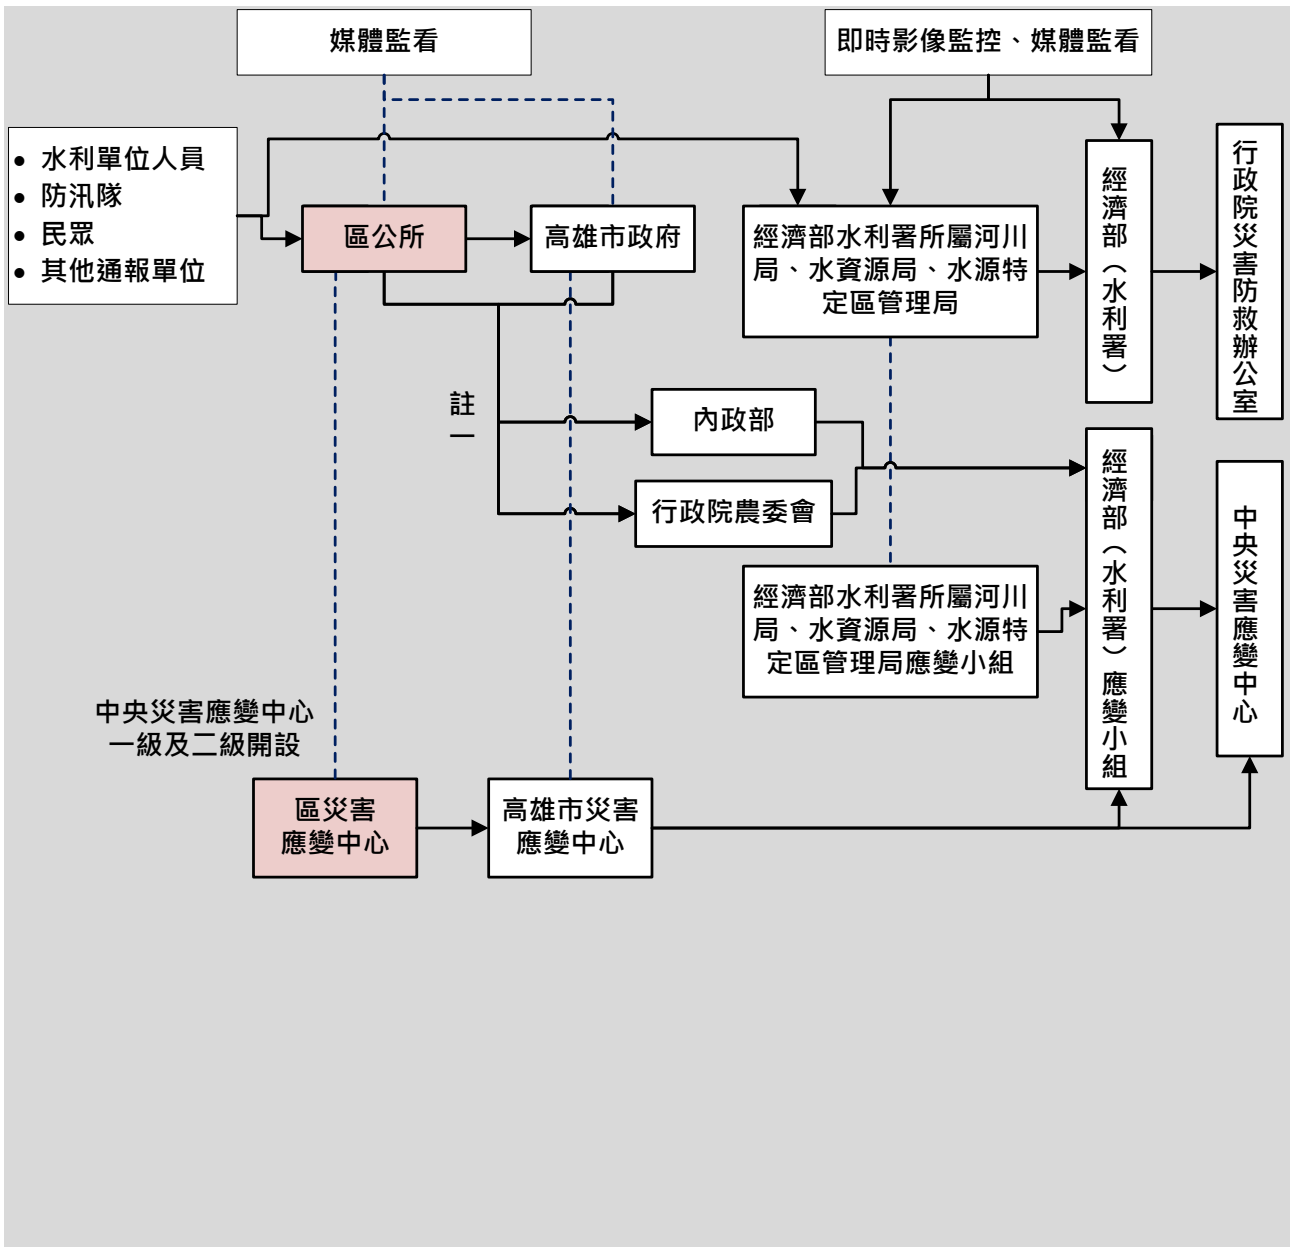 媒體監看
即時影像監控、媒體監看
• 水利單位人員
• 防汛隊
• 民眾
• 其他通報單位
區公所
高雄市政府
經濟部水利署所屬河川
局、水資源局、水源特
定區管理局
經濟部（水利署）
行政院災害防救辦公室
註一
內政部
行政院農委會
經濟部水利署所屬河川
局、水資源局、水源特
定區管理局應變小組
經濟部（水利署）應變小組
中央災害應變中心
中央災害應變中心
一級及二級開設
區災害
應變中心
高雄市災害
應變中心